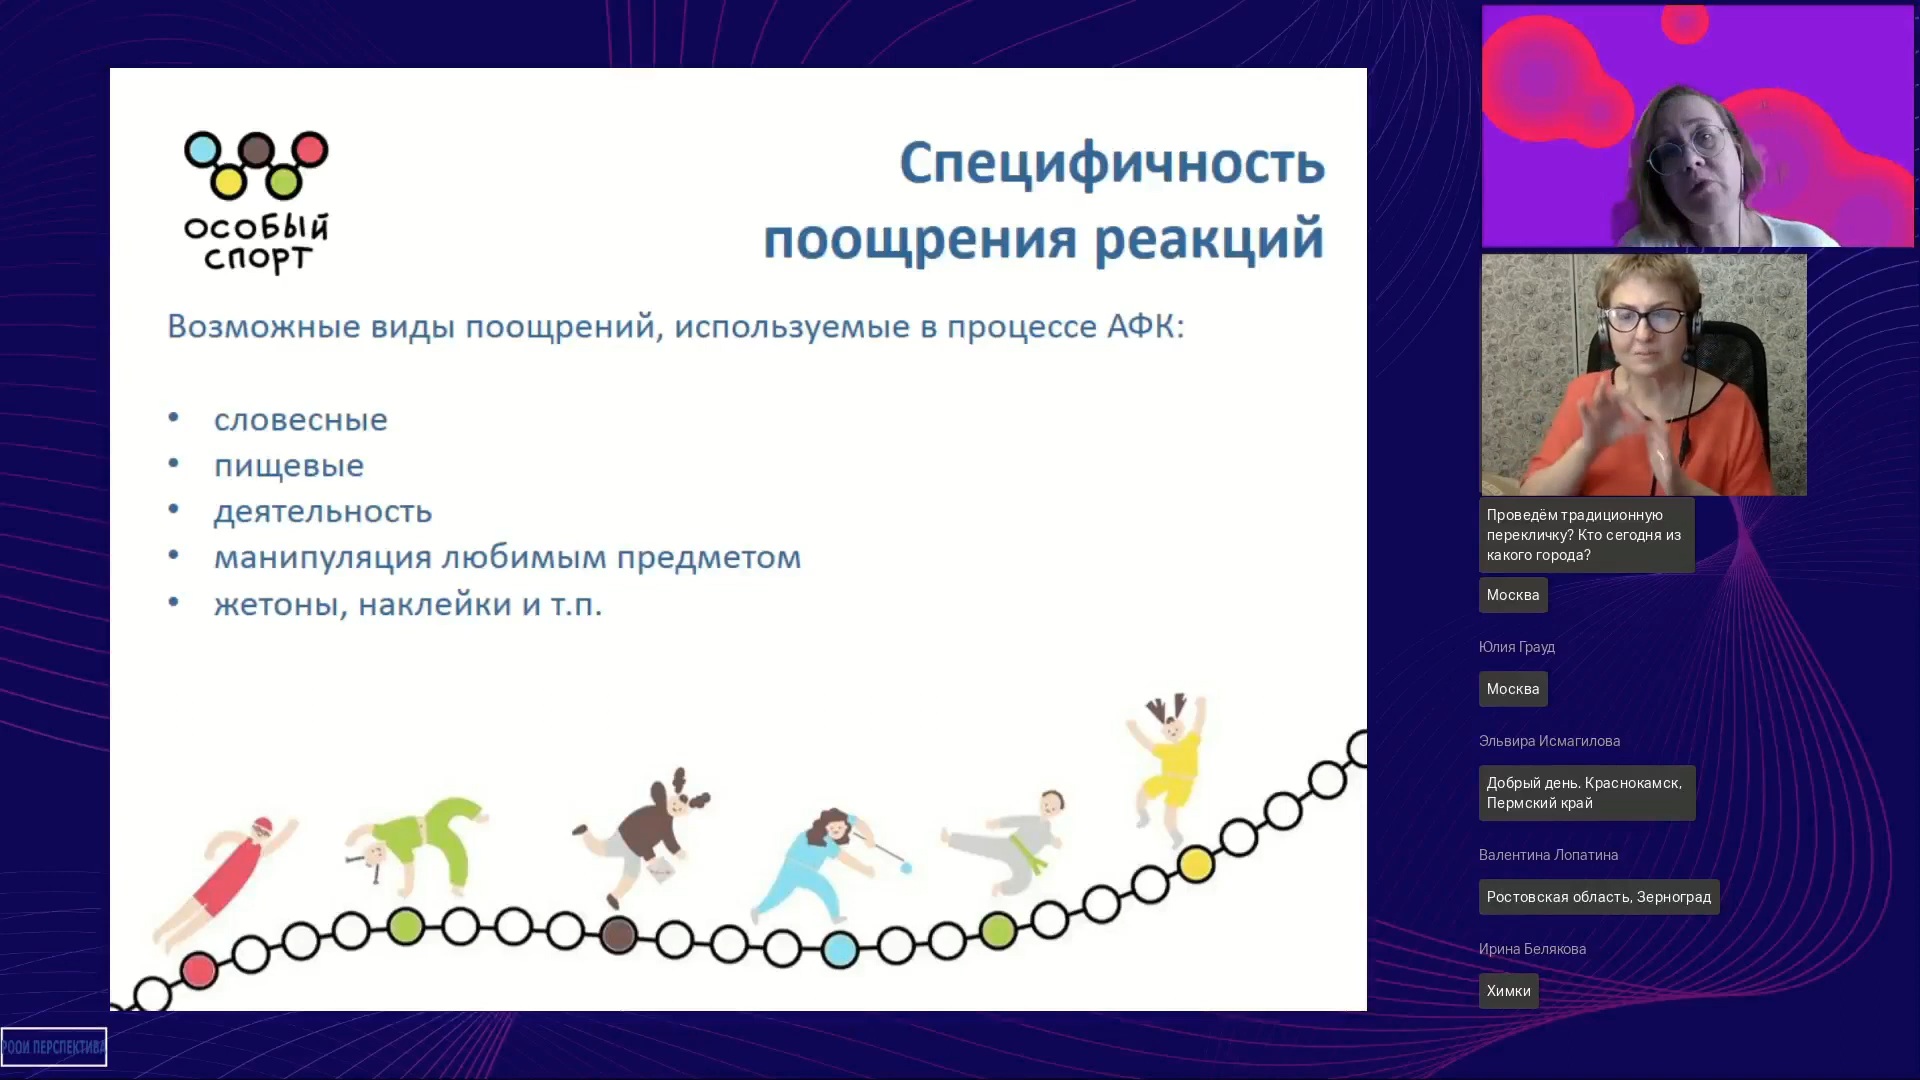 ОСОБЫЙ
СПОРТ
Специфичность
поощрения реакций
Возможные виды поощрений, используемые в процессе АФК:
• словесные
• пищевые
• деятельность
• манипуляция любимым предметом
• жетоны, наклейки и т.п.
Проведём традиционную
перекличку? Кто сегодня из
какого города?
Москва
Юлия Грауд
Москва
Эльвира Исмагилова
Добрый день. Краснокамск,
Пермский край
Валентина Лопатина
Ростовская область, Зерноград
Ирина Белякова
Химки
РООИ ПЕРСПЕКТИВА